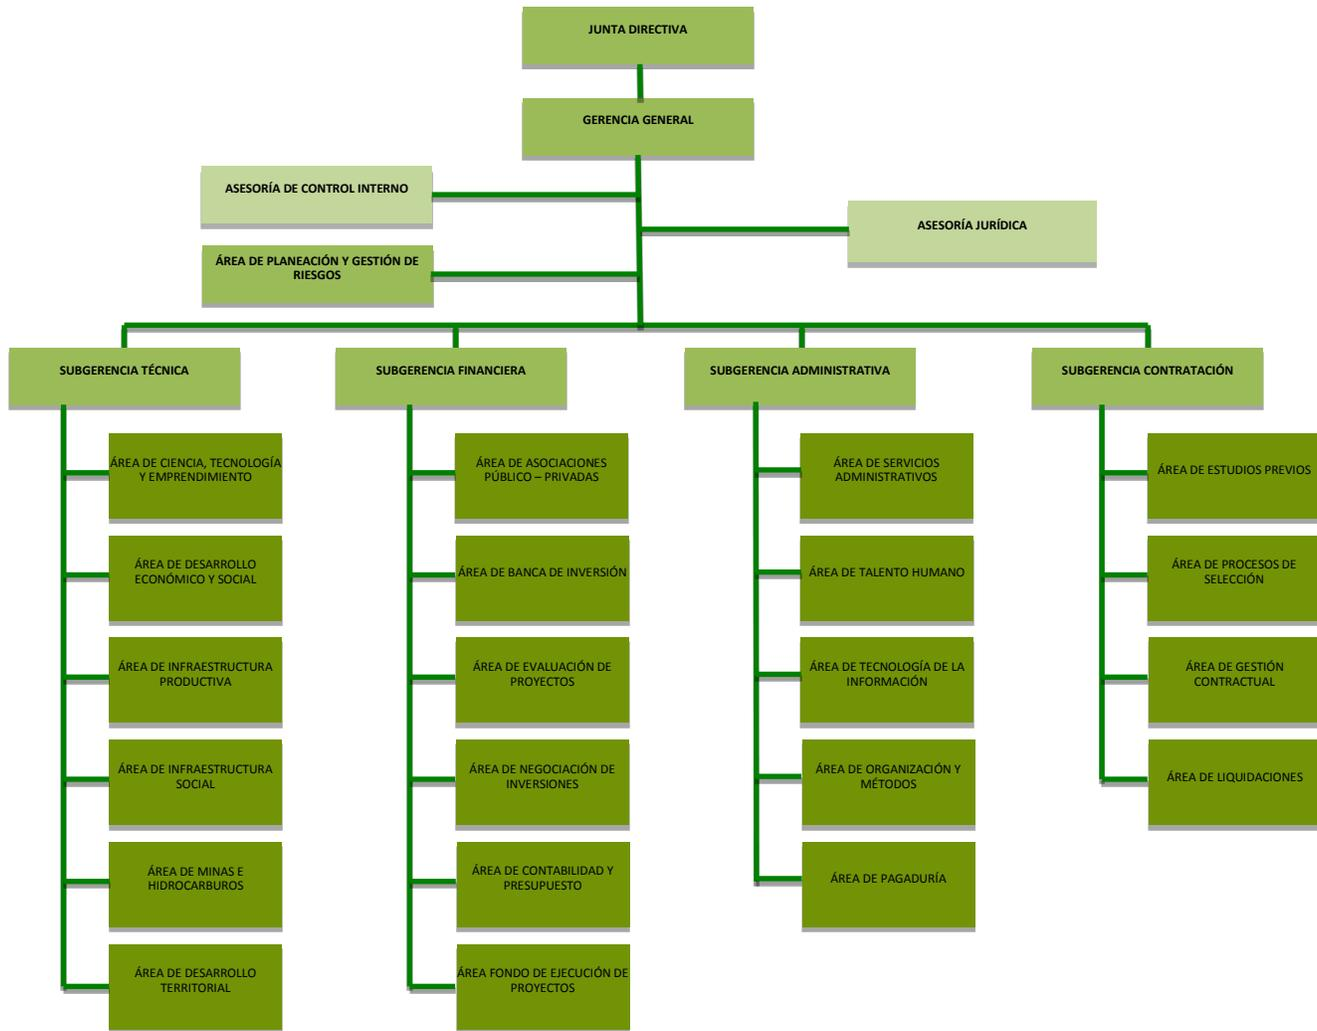 JUNTA DIRECTIVA
GERENCIA GENERAL
ASESORÍA DE CONTROL INTERNO
ASESORÍA JURÍDICA
ÁREA DE PLANEACIÓN Y GESTIÓN DE
RIESGOS
SUBGERENCIA TÉCNICA
SUBGERENCIA FINANCIERA
SUBGERENCIA ADMINISTRATIVA
SUBGERENCIA CONTRATACIÓN
ÁREA DE CIENCIA, TECNOLOGÍA
Y EMPRENDIMIENTO
ÁREA DE DESARROLLO
ECONÓMICO Y SOCIAL
ÁREA DE INFRAESTRUCTURA
PRODUCTIVA
ÁREA DE INFRAESTRUCTURA
SOCIAL
ÁREA DE MINAS E
HIDROCARBUROS
ÁREA DE DESARROLLO
TERRITORIAL
ÁREA DE ASOCIACIONES
PÚBLICO – PRIVADAS
ÁREA DE BANCA DE INVERSIÓN
ÁREA DE EVALUACIÓN DE
PROYECTOS
ÁREA DE NEGOCIACIÓN DE
INVERSIONES
ÁREA DE CONTABILIDAD Y
PRESUPUESTO
ÁREA FONDO DE EJECUCIÓN DE
PROYECTOS
ÁREA DE SERVICIOS
ADMINISTRATIVOS
ÁREA DE TALENTO HUMANO
ÁREA DE TECNOLOGÍA DE LA
INFORMACIÓN
ÁREA DE ORGANIZACIÓN Y
MÉTODOS
ÁREA DE PAGADURÍA
ÁREA DE ESTUDIOS PREVIOS
ÁREA DE PROCESOS DE
SELECCIÓN
ÁREA DE GESTIÓN
CONTRACTUAL
ÁREA DE LIQUIDACIONES